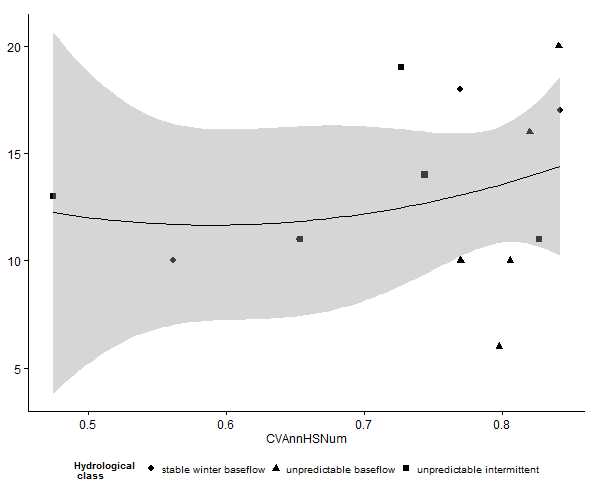 20
15
10
5
0.5 0.6 0.7 0.8
CVAnnHSNum
Hydrological
class
stable winter baseflow unpredictable baseflow unpredictable intermittent